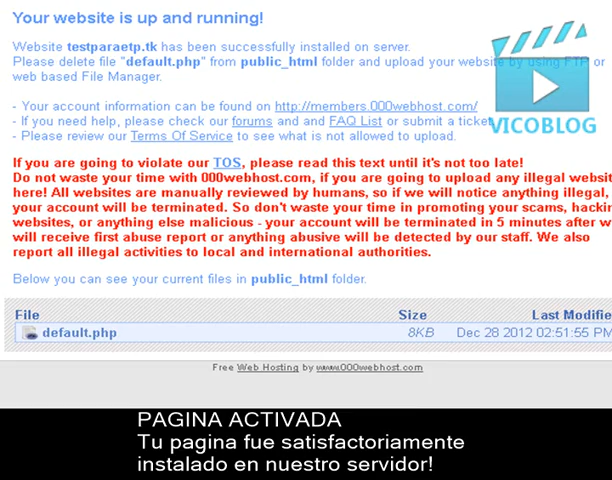 Your website is up and running!
Website testparaetp.tk has been successfully installed on server.
Please delete file "default.php" from public_html folder and upload your website by using FTP or
web based File Manager.
- Your account information can be found on http://members.000webhost.com/
- If you need help, please check our forums and and FAQ List or submit a ticket
- Please review our Terms Of Service to see what is not allowed to upload.
VICOBLOG
If you are going to violate our TOS, please read this text until it's not too late!
Do not waste your time with 000webhost.com, if you are going to upload any illegal websit
here! All websites are manually reviewed by humans, so if we will notice anything illegal,
your account will be terminated. So don't waste your time in promoting your scams, hackin
websites, or anything else malicious - your account will be terminated in 5 minutes after w
will receive first abuse report or anything abusive will be detected by our staff. We also
report all illegal activities to local and international authorities.
Below you can see your current files in public_html folder.
File Size Last Modifie
default.php 8KB Dec 28 2012 02:51:55 PM
Free Web Hosting by www.000webhost.com
PAGINA ACTIVADA
Tu pagina fue satisfactoriamente
instalado en nuestro servidor!